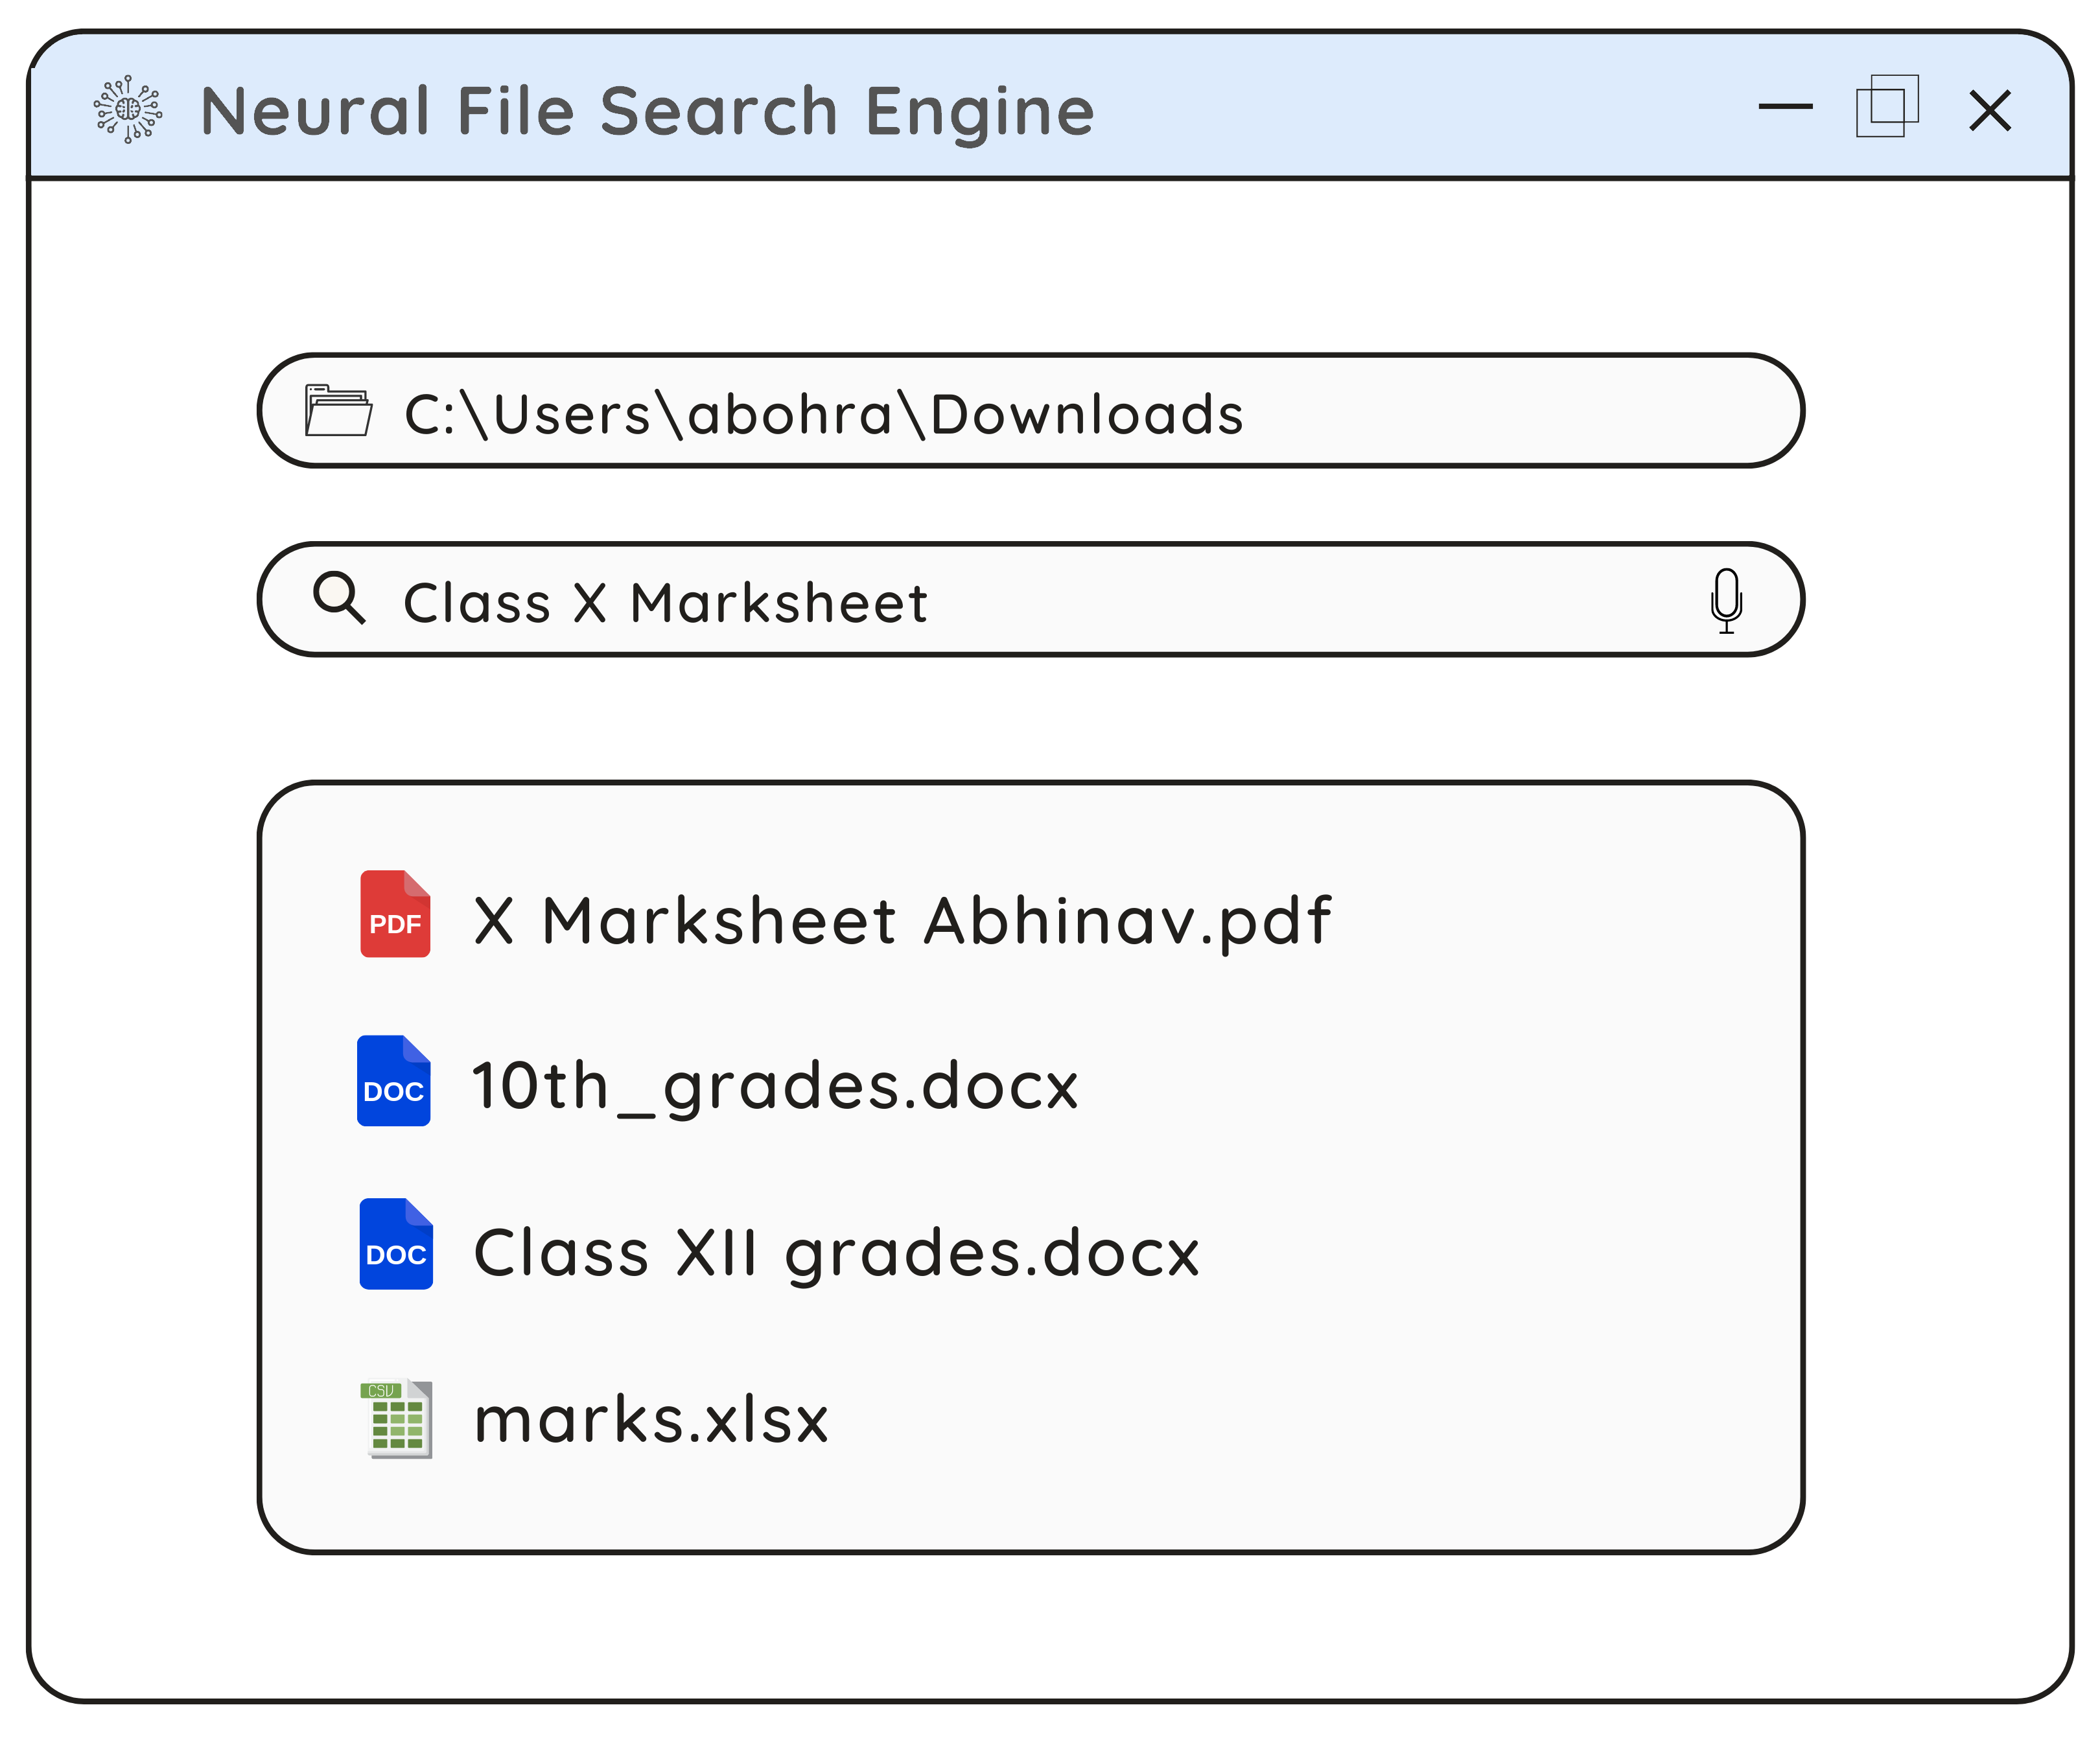 Neural File Search Engine
C:\Users\abohra\Downloads
Class X Marksheet
PDF X Marksheet Abhinav.pdf
DOC 10th_grades.docx
DOC Class XII grades.docx
CSV marks.xlsx